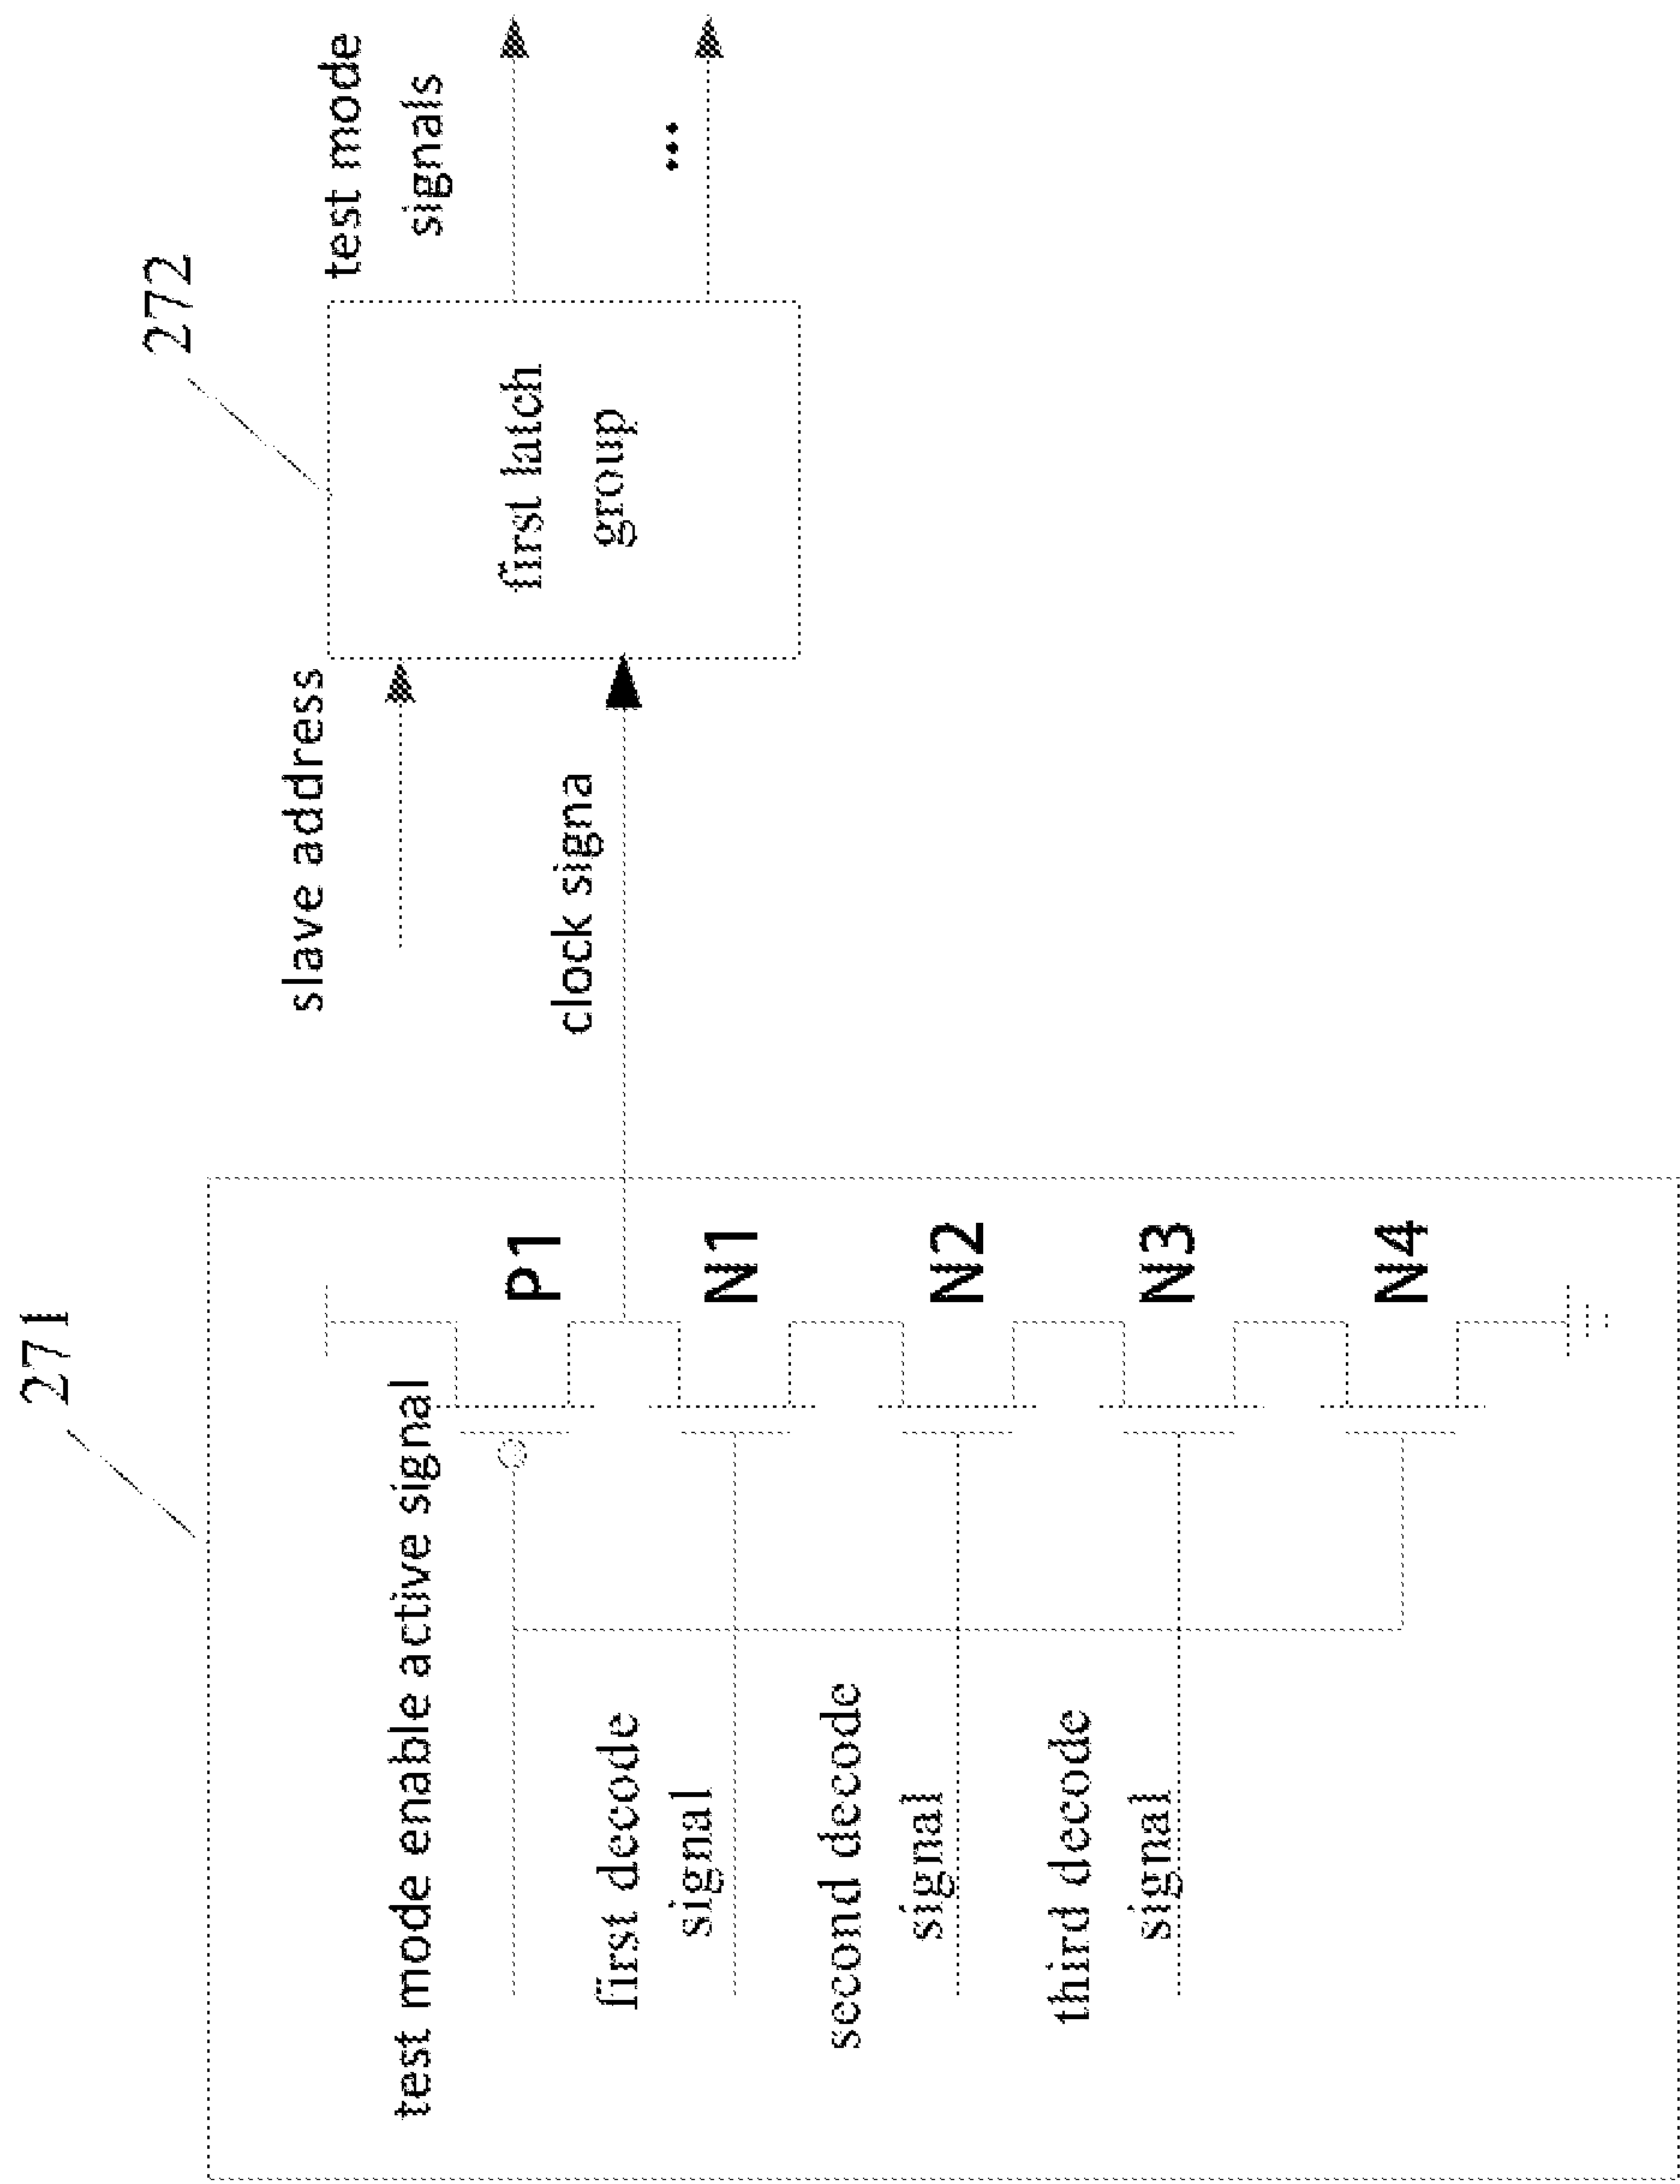 271
test mode enable active signal
P1
first decode
signal
N1
second decode
signal
N2
third decode
signal
N3
N4
272
slave address
clock signa
first latch
group
test mode
signals
...